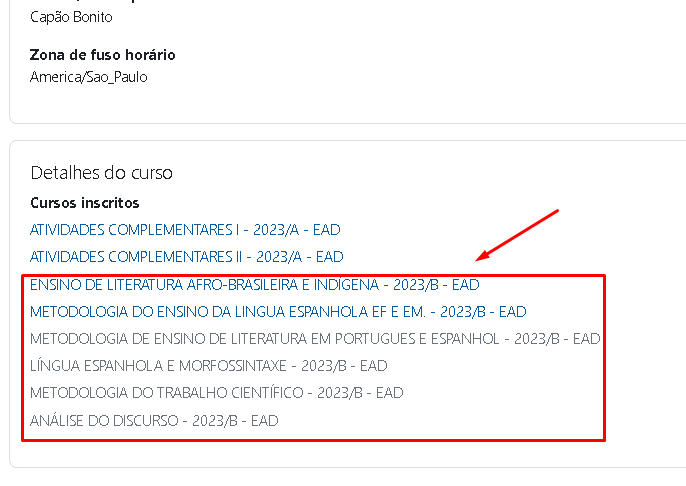 Capão Bonito
Zona de fuso horário
America/Sao_Paulo
Detalhes do curso
Cursos inscritos
ATIVIDADES COMPLEMENTARES I - 2023/A - EAD
ATIVIDADES COMPLEMENTARES II - 2023/A - EAD
ENSINO DE LITERATURA AFRO-BRASILEIRA E INDÍGENA - 2023/B - EAD
METODOLOGIA DO ENSINO DA LINGUA ESPANHOLA EF E EM. - 2023/B - EAD
METODOLOGIA DE ENSINO DE LITERATURA EM PORTUGUES E ESPANHOL - 2023/B - EAD
LÍNGUA ESPANHOLA E MORFOSSINTAXE - 2023/B - EAD
METODOLOGIA DO TRABALHO CIENTÍFICO - 2023/B - EAD
ANÁLISE DO DISCURSO - 2023/B - EAD